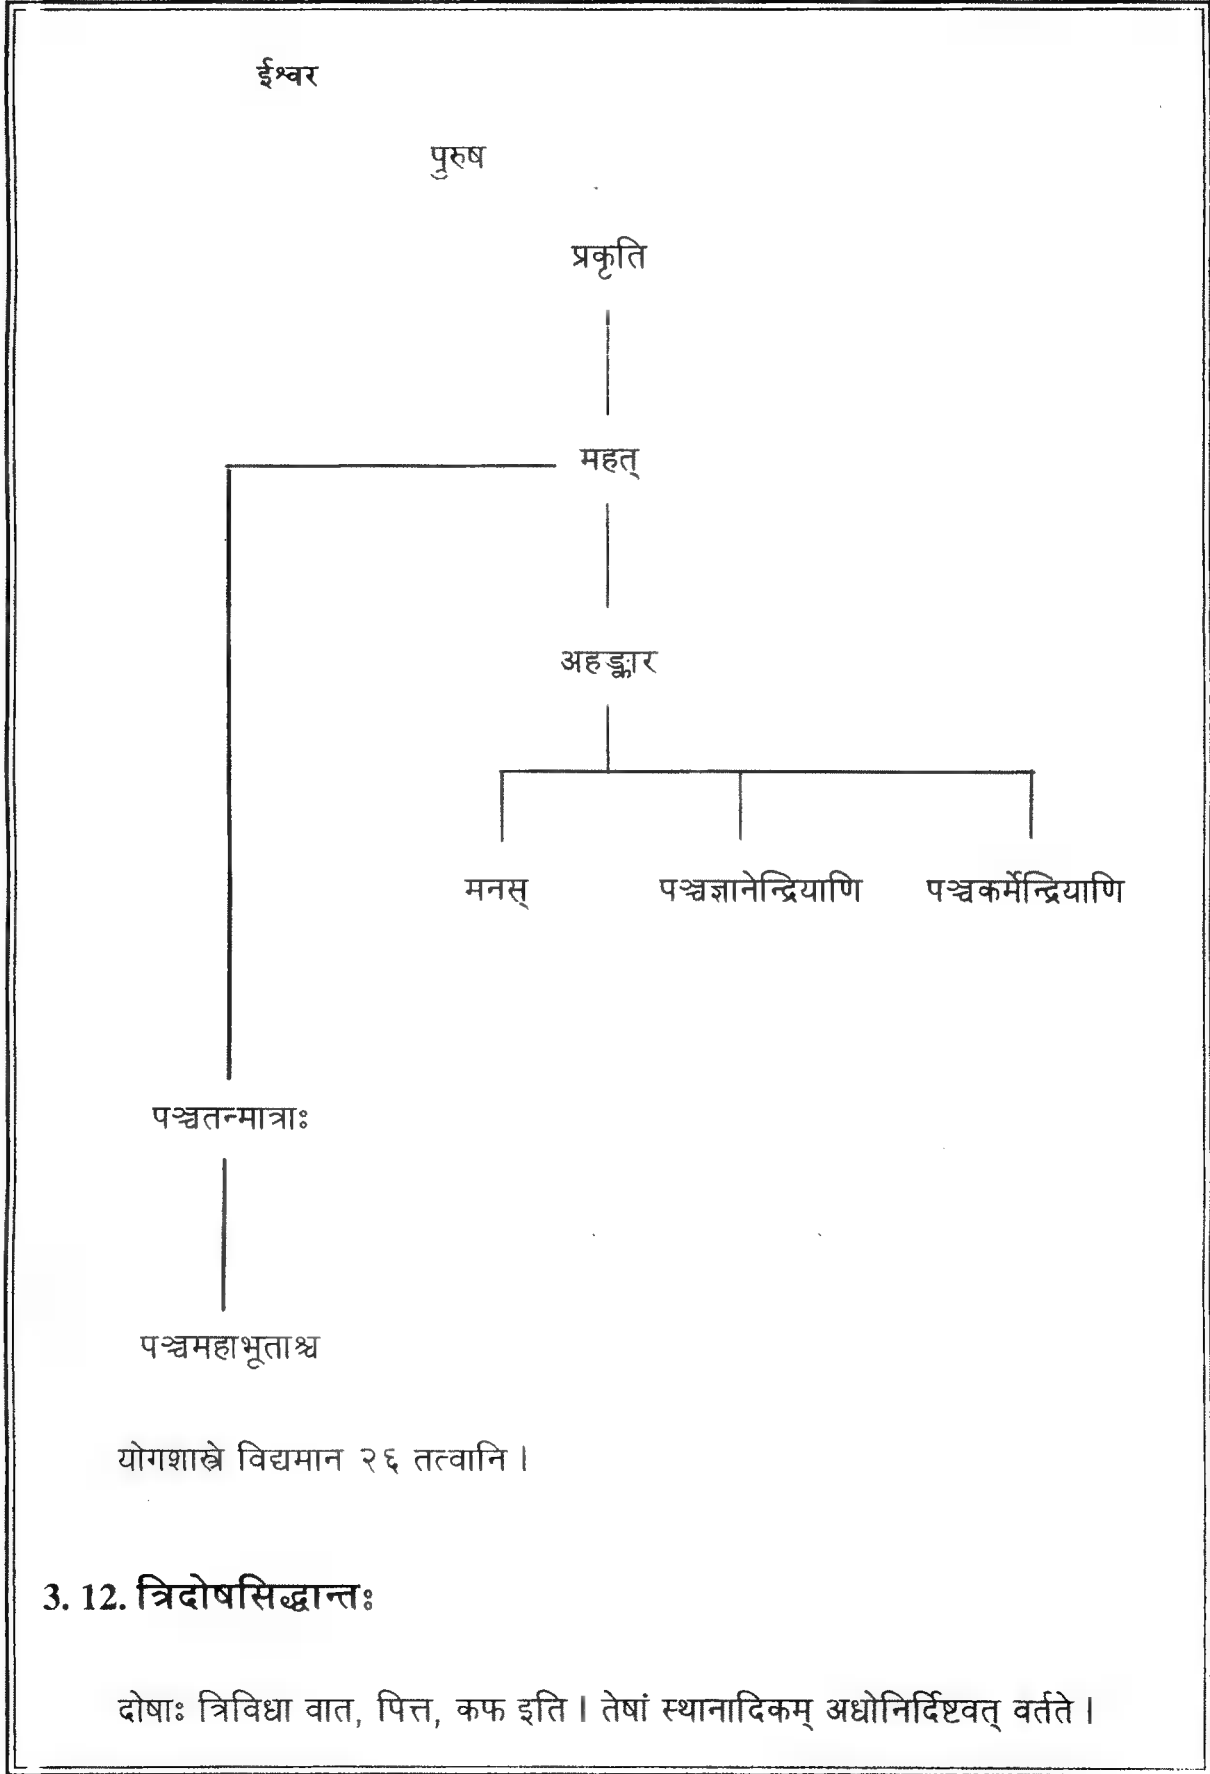 ईश्वर
पुरुष
प्रकृति
महत्
अहङ्कार
मनस् पञ्चज्ञानेन्द्रियाणि पञ्चकर्मेन्द्रियाणि
पञ्चतन्मात्राः
पञ्चमहाभूताश्च
योगशास्त्रे विद्यमान २६ तत्वानि ।
3. 12. त्रिदोषसिद्धान्तः
दोषाः त्रिविधा वात, पित्त, कफ इति । तेषां स्थानादिकम् अधोनिर्दिष्टवत् वर्तते ।